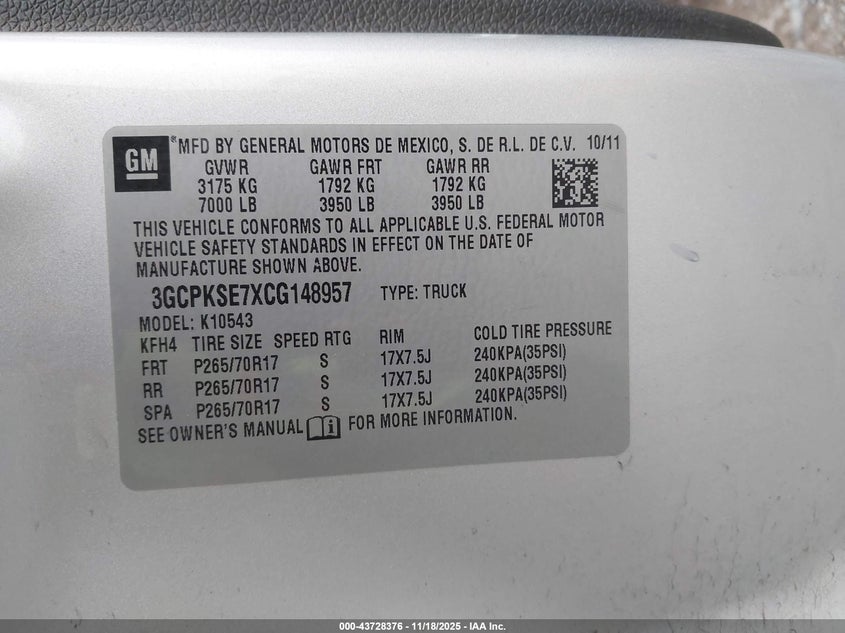 GM ® MFD BY GENERAL MOTORS DE MEXICO, S. DE R.L. DE C.V. 10/11
GVWR GAWR FRT GAWR RR
3175 KG 1792 KG 1792 KG
7000 LB 3950 LB 3950 LB
THIS VEHICLE CONFORMS TO ALL APPLICABLE U.S. FEDERAL MOTOR
VEHICLE SAFETY STANDARDS IN EFFECT ON THE DATE OF
MANUFACTURE SHOWN ABOVE.
3GCPKSE7XCG148957 TYPE: TRUCK
MODEL: K10543
KFH4 TIRE SIZE SPEED RTG RIM COLD TIRE PRESSURE
FRT P265/70R17 S 17X7.5J 240KPA(35PSI)
RR P265/70R17 S 17X7.5J 240KPA(35PSI)
SPA P265/70R17 S 17X7.5J 240KPA(35PSI)
SEE OWNER'S MANUAL FOR MORE INFORMATION.
000-43728376 - 11/18/2025 - IAA Inc.